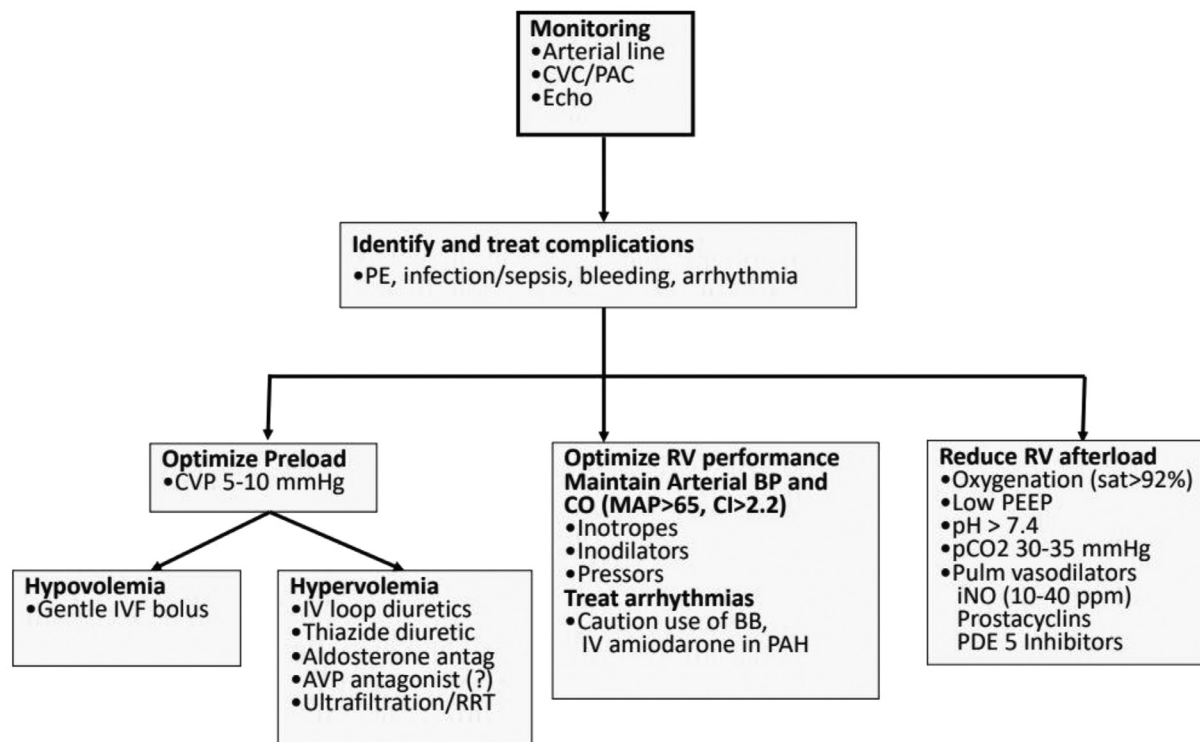 Monitoring
•Arterial line
•CVC/PAC
•Echo
Identify and treat complications
•PE, infection/sepsis, bleeding, arrhythmia
Optimize Preload
•CVP 5-10 mmHg
Hypovolemia
•Gentle IVF bolus
Hypervolemia
•IV loop diuretics
•Thiazide diuretic
•Aldosterone antag
•AVP antagonist (?)
•Ultrafiltration/RRT
Optimize RV performance
Maintain Arterial BP and
CO (MAP>65, CI>2.2)
•Inotropes
•Inodilators
•Pressors
Treat arrhythmias
•Caution use of BB,
IV amiodarone in PAH
Reduce RV afterload
•Oxygenation (sat>92%)
•Low PEEP
•pH > 7.4
•pCO2 30-35 mmHg
•Pulm vasodilators
iNO (10-40 ppm)
Prostacyclins
PDE 5 Inhibitors